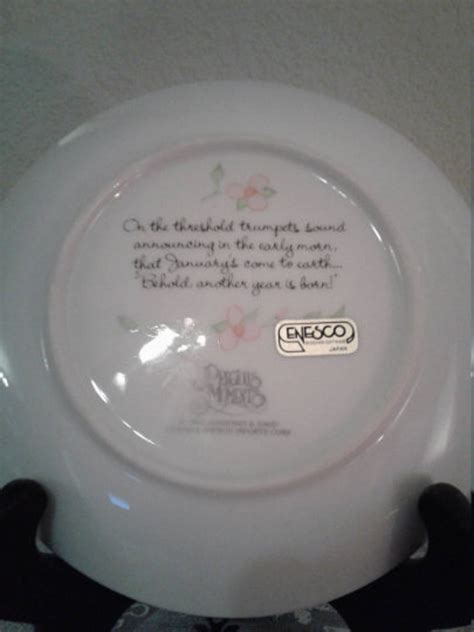 On the threshold trumpets sound
announcing in the early morn,
that January's come to earth...
"Behold, another year is born!"
ENESCO
JAPAN
Precious
Moments